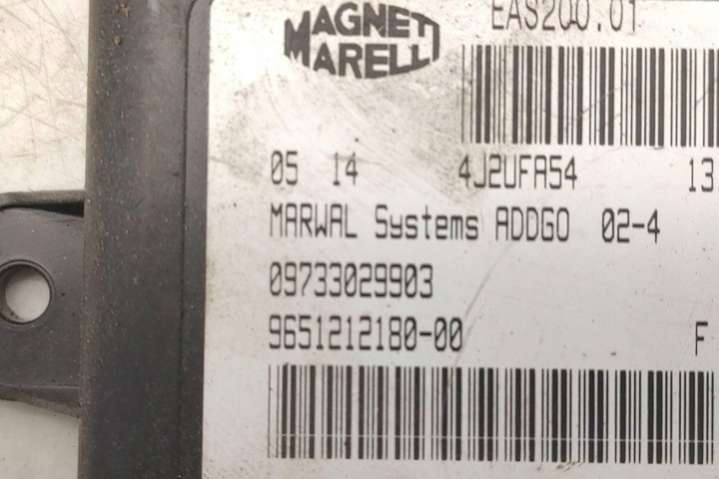 MAGNETI
MARELLI
EAS200.01
05 14 4J2UFA54 13
MARWAL Systems ADDGO 02-4
09733029903
9651212180-00 F